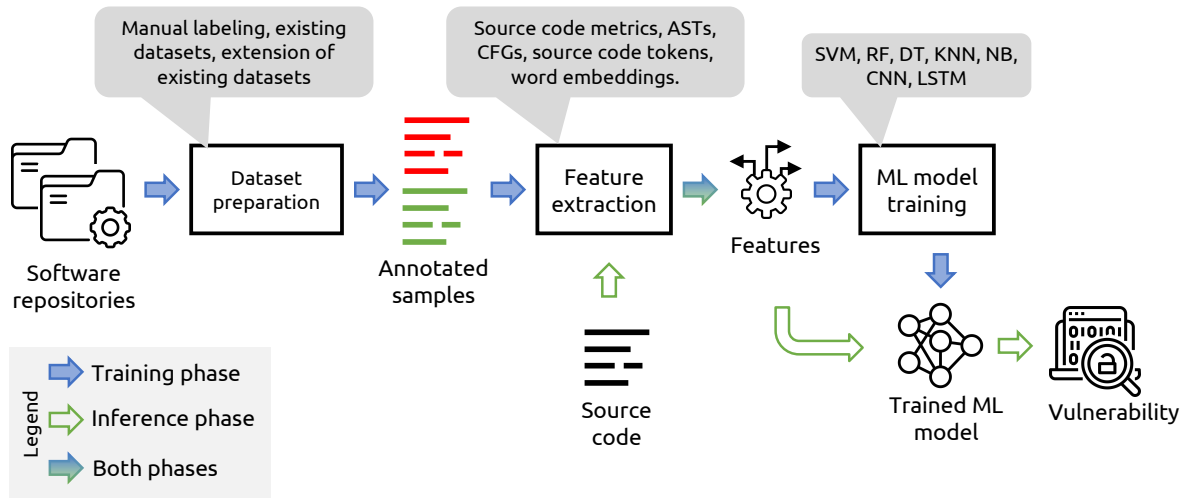 Manual labeling, existing
datasets, extension of
existing datasets
Source code metrics, ASTs,
CFGs, source code tokens,
word embeddings.
SVM, RF, DT, KNN, NB,
CNN, LSTM
Software
repositories
Dataset
preparation
Annotated
samples
Feature
extraction
Features
ML model
training
Source
code
Trained ML
model
010101
Vulnerability
Legend
Training phase
Inference phase
Both phases